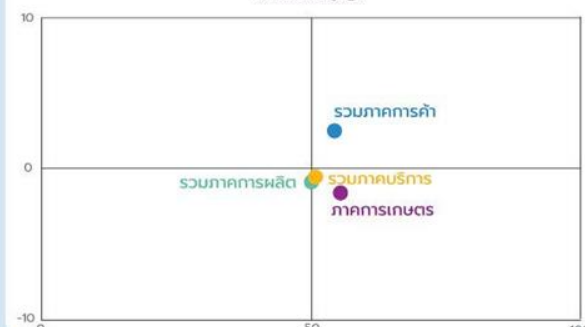 10
รวมภาคการค้า
0
รวมภาคการผลิต
รวมภาคบริการ
ภาคการเกษตร
-10
50